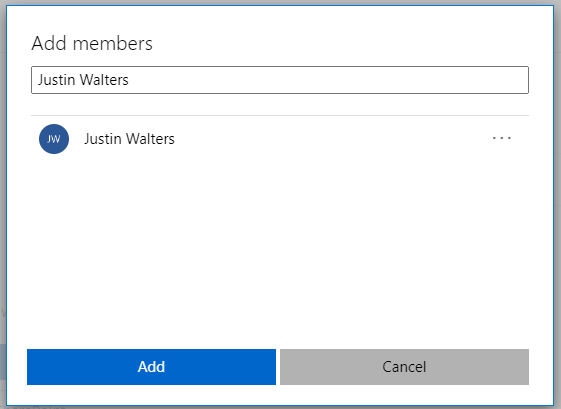 Add members
Justin Walters
JW Justin Walters ···
Add Cancel